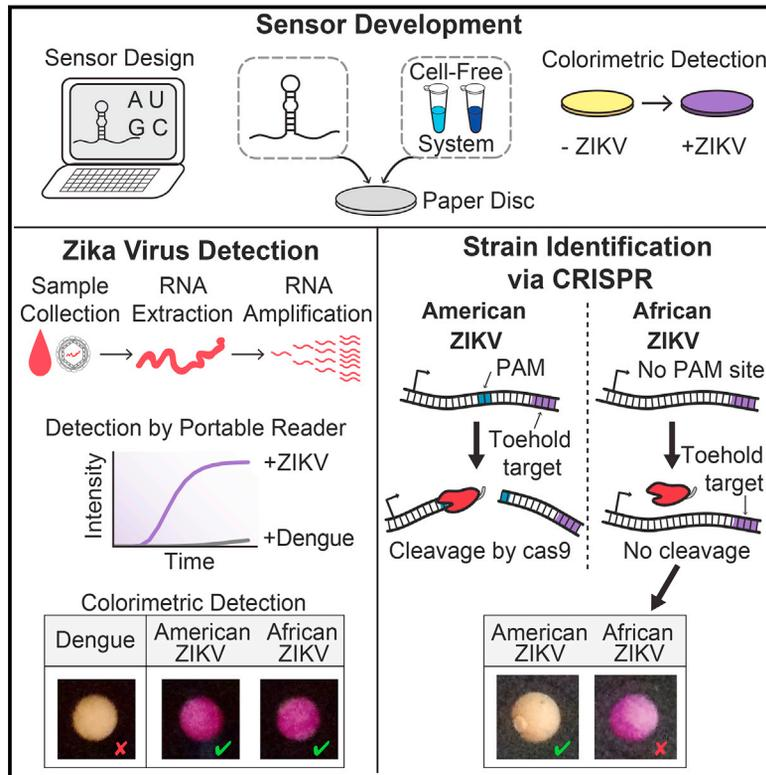 Sensor Development
Sensor Design
A U
G C
Cell-Free
System
Paper Disc
Colorimetric Detection
- ZIKV
+ZIKV
Zika Virus Detection
Sample
Collection
RNA
Extraction
RNA
Amplification
Detection by Portable Reader
Intensity
Time
+ZIKV
+Dengue
Colorimetric Detection
Dengue
American
ZIKV
African
ZIKV
Strain Identification
via CRISPR
American
ZIKV
PAM
Toehold
target
Cleavage by cas9
African
ZIKV
No PAM site
Toehold
target
No cleavage
American
ZIKV
African
ZIKV